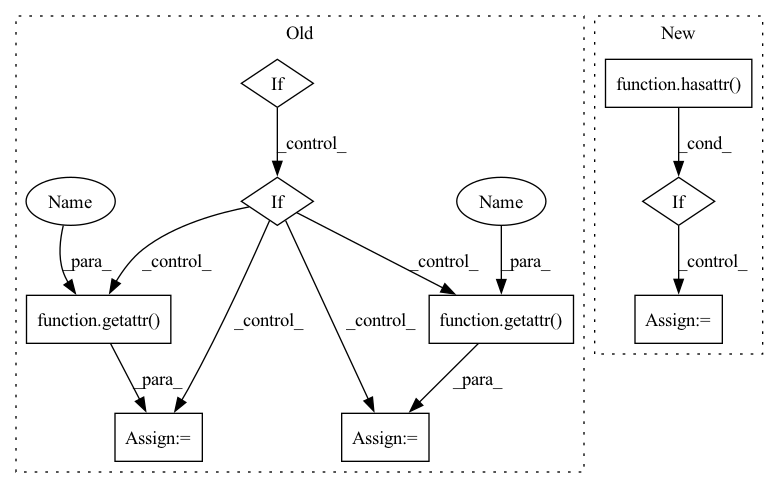 Old
New
If
function.hasattr()
_control_
_cond_
Name
If
Name
If
_para_
_control_
_control_
_para_
_control_
function.getattr()
function.getattr()
Assign:=
_control_
_control_
_para_
_para_
Assign:=
Assign:=